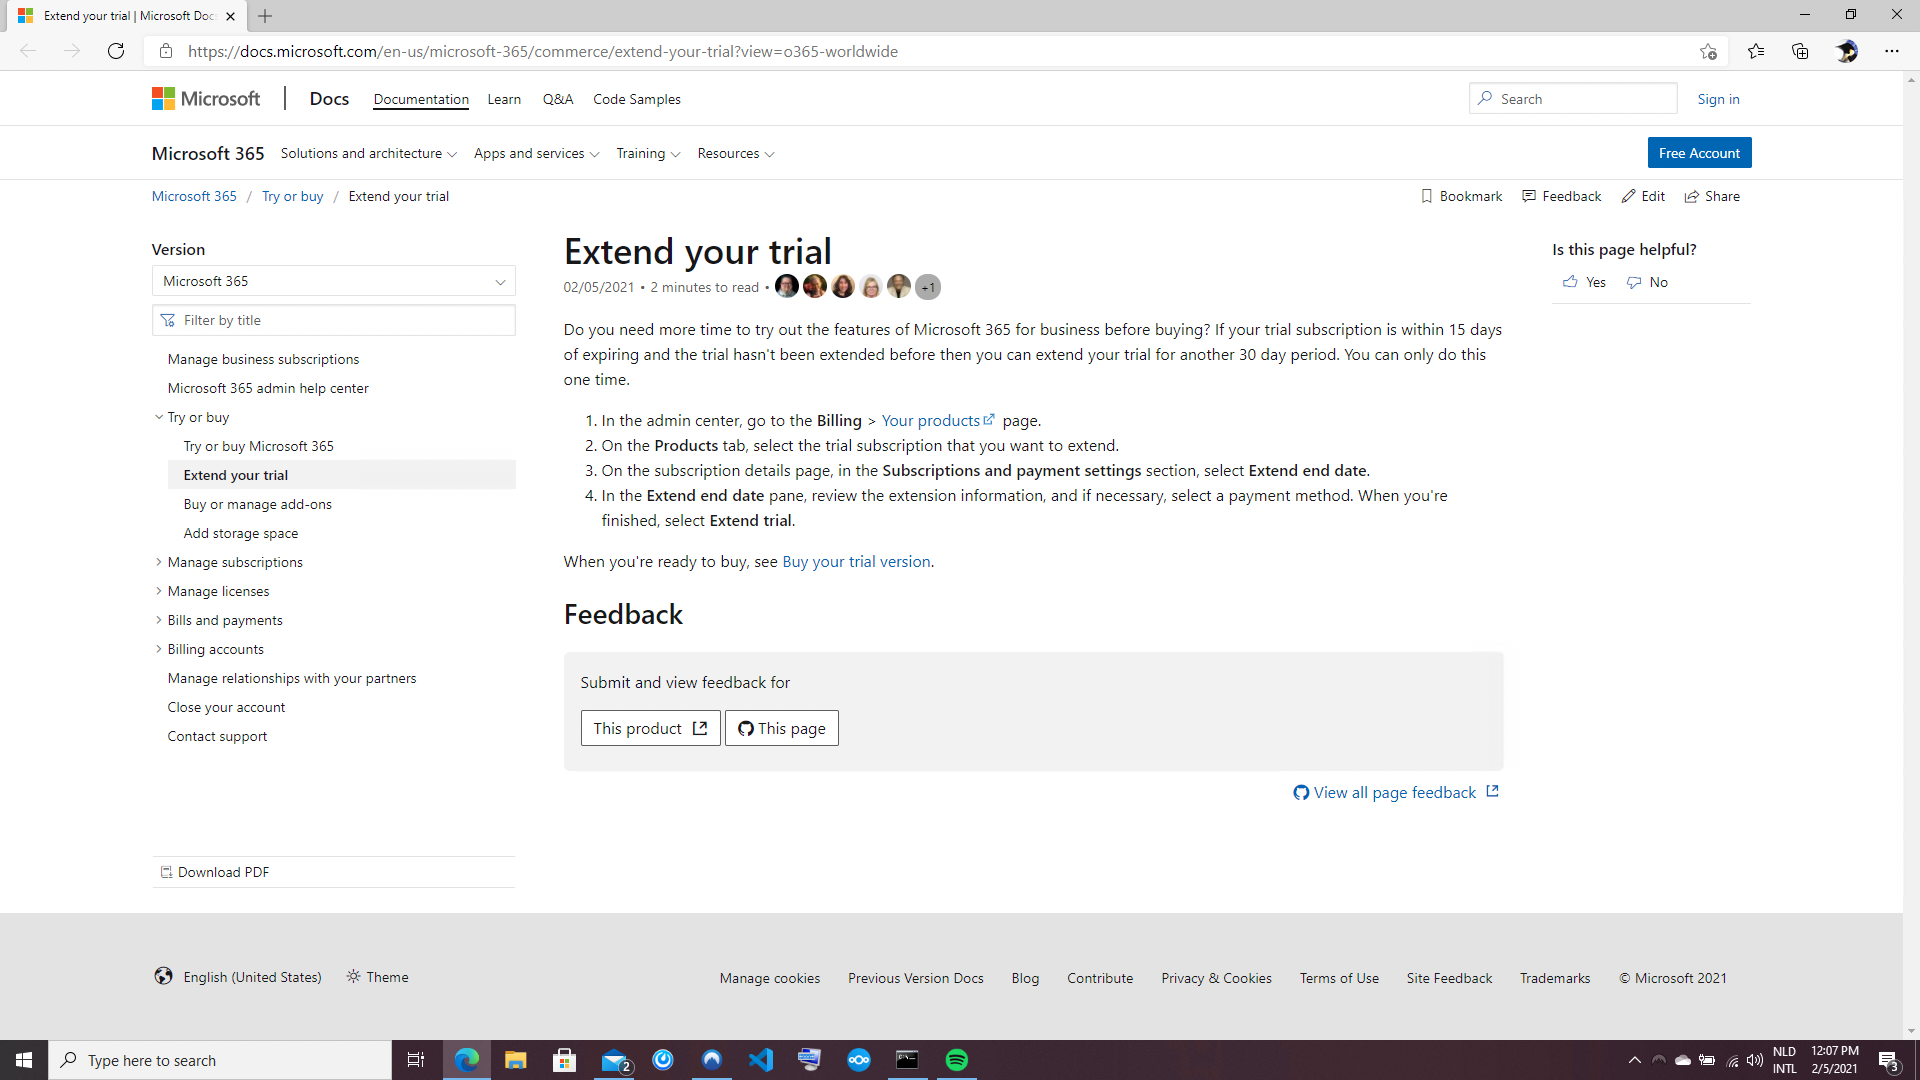 Extend your trial | Microsoft Doc
https://docs.microsoft.com/en-us/microsoft-365/commerce/extend-your-trial?view=o365-worldwide
Microsoft Docs Documentation Learn Q&A Code Samples Search Sign in
Microsoft 365 Solutions and architecture Apps and services Training Resources Free Account
Microsoft 365 / Try or buy / Extend your trial Bookmark Feedback Edit Share
Version
Microsoft 365
Filter by title
Manage business subscriptions
Microsoft 365 admin help center
Try or buy
Try or buy Microsoft 365
Extend your trial
Buy or manage add-ons
Add storage space
Manage subscriptions
Manage licenses
Bills and payments
Billing accounts
Manage relationships with your partners
Close your account
Contact support
Download PDF
Extend your trial
02/05/2021 • 2 minutes to read • +1
Do you need more time to try out the features of Microsoft 365 for business before buying? If your trial subscription is within 15 days
of expiring and the trial hasn't been extended before then you can extend your trial for another 30 day period. You can only do this
one time.
1. In the admin center, go to the Billing > Your products page.
2. On the Products tab, select the trial subscription that you want to extend.
3. On the subscription details page, in the Subscriptions and payment settings section, select Extend end date.
4. In the Extend end date pane, review the extension information, and if necessary, select a payment method. When you're
finished, select Extend trial.
When you're ready to buy, see Buy your trial version.
Feedback
Submit and view feedback for
This product This page
View all page feedback
Is this page helpful?
Yes No
English (United States) Theme Manage cookies Previous Version Docs Blog Contribute Privacy & Cookies Terms of Use Site Feedback Trademarks © Microsoft 2021
Type here to search
2
NLD
INTL
12:07 PM
2/5/2021
3